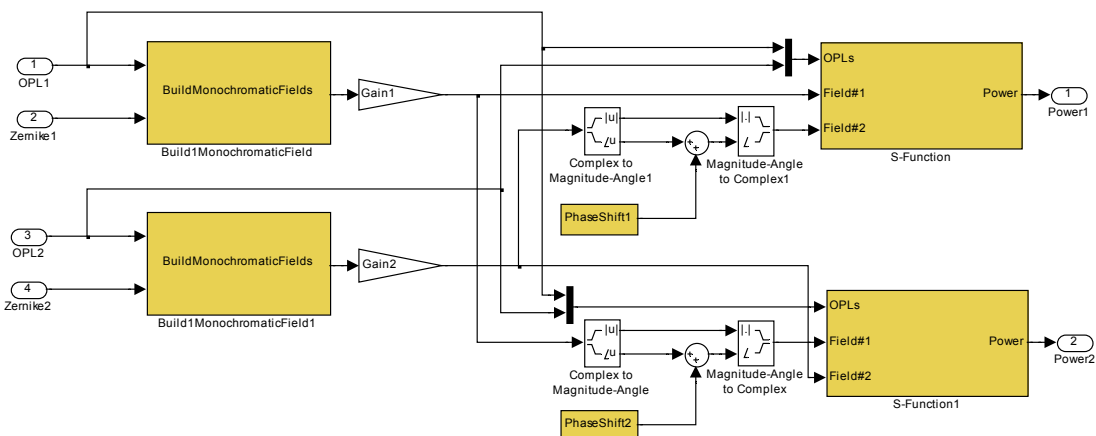 1
OPL1
2
Zernike1
BuildMonochromaticFields
Build1MonochromaticField
Gain1
OPLs
Field#1
Field#2
Power
S-Function
1
Power1
|u|
∠u
Complex to
Magnitude-Angle1
+
+
|.|
∠
Magnitude-Angle
to Complex1
PhaseShift1
3
OPL2
4
Zernike2
BuildMonochromaticFields
Build1MonochromaticField1
Gain2
OPLs
Field#1
Field#2
Power
S-Function1
2
Power2
|u|
∠u
Complex to
Magnitude-Angle
+
+
|.|
∠
Magnitude-Angle
to Complex
PhaseShift2